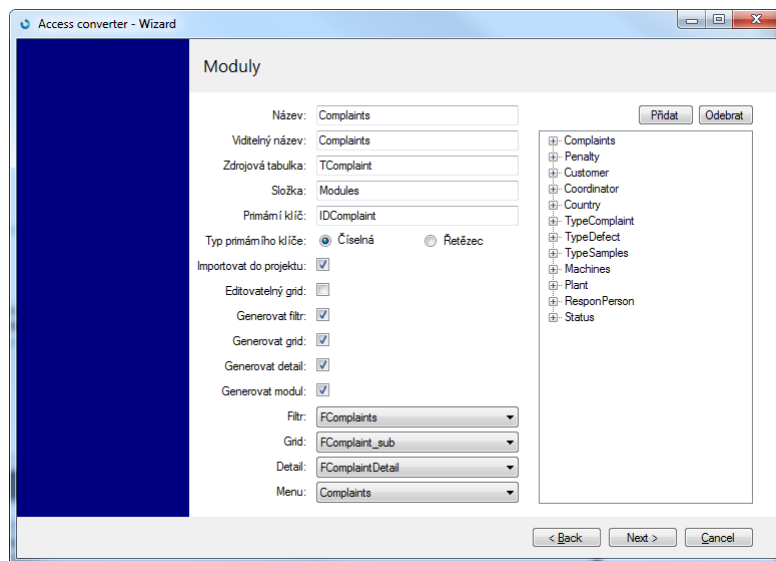 Access converter - Wizard
Moduly
Název: Complaints
Viditelný název: Complaints
Zdrojová tabulka: TComplaint
Složka: Modules
Primární klíč: IDComplaint
Typ primárního klíče: Číselná Řetězec
Importovat do projektu:
Editovatelný grid:
Generovat filtr:
Generovat grid:
Generovat detail:
Generovat modul:
Filtr: FComplaints
Grid: FComplaint_sub
Detail: FComplaintDetail
Menu: Complaints
Přidat Odebrat
Complaints
Penalty
Customer
Coordinator
Country
TypeComplaint
TypeDefect
TypeSamples
Machines
Plant
ResponPerson
Status
< Back Next > Cancel